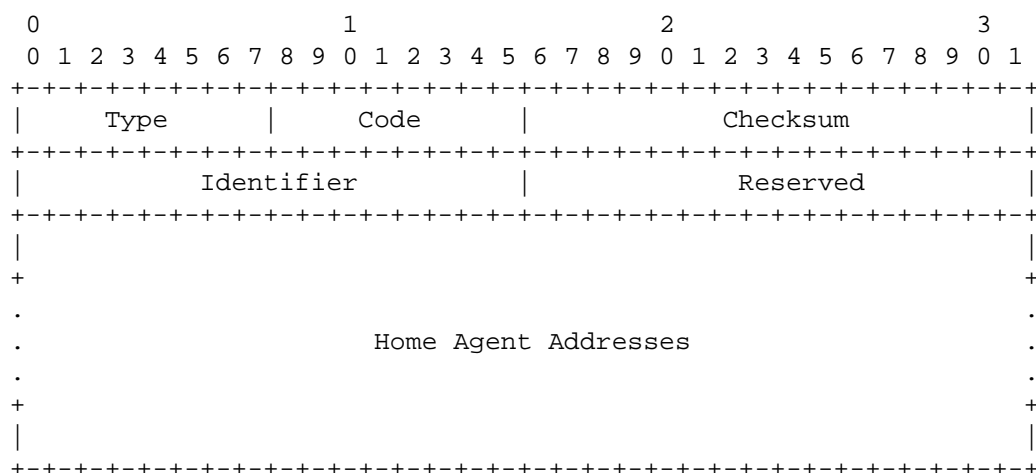 0                   1                   2                   3
 0 1 2 3 4 5 6 7 8 9 0 1 2 3 4 5 6 7 8 9 0 1 2 3 4 5 6 7 8 9 0 1
+-+-+-+-+-+-+-+-+-+-+-+-+-+-+-+-+-+-+-+-+-+-+-+-+-+-+-+-+-+-+-+-+
|     Type      |     Code      |            Checksum           |
+-+-+-+-+-+-+-+-+-+-+-+-+-+-+-+-+-+-+-+-+-+-+-+-+-+-+-+-+-+-+-+-+
|           Identifier          |             Reserved          |
+-+-+-+-+-+-+-+-+-+-+-+-+-+-+-+-+-+-+-+-+-+-+-+-+-+-+-+-+-+-+-+-+
|                                                               |
+                                                               +
.                                                               .
.                      Home Agent Addresses                     .
.                                                               .
+                                                               +
|                                                               |
+-+-+-+-+-+-+-+-+-+-+-+-+-+-+-+-+-+-+-+-+-+-+-+-+-+-+-+-+-+-+-+-+